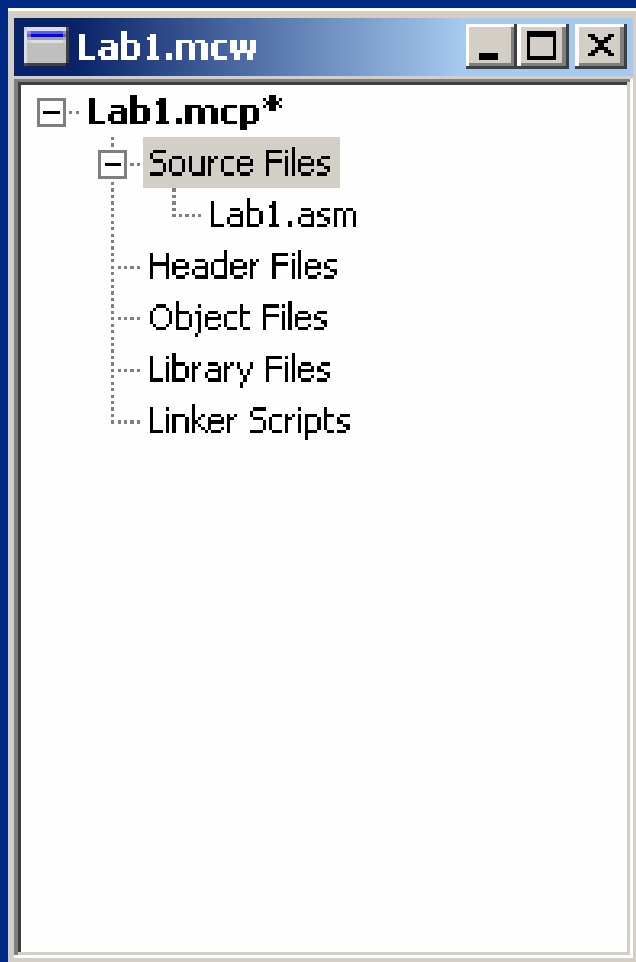 Lab1.mcw
Lab1.mcp*
Source Files
Lab1.asm
Header Files
Object Files
Library Files
Linker Scripts